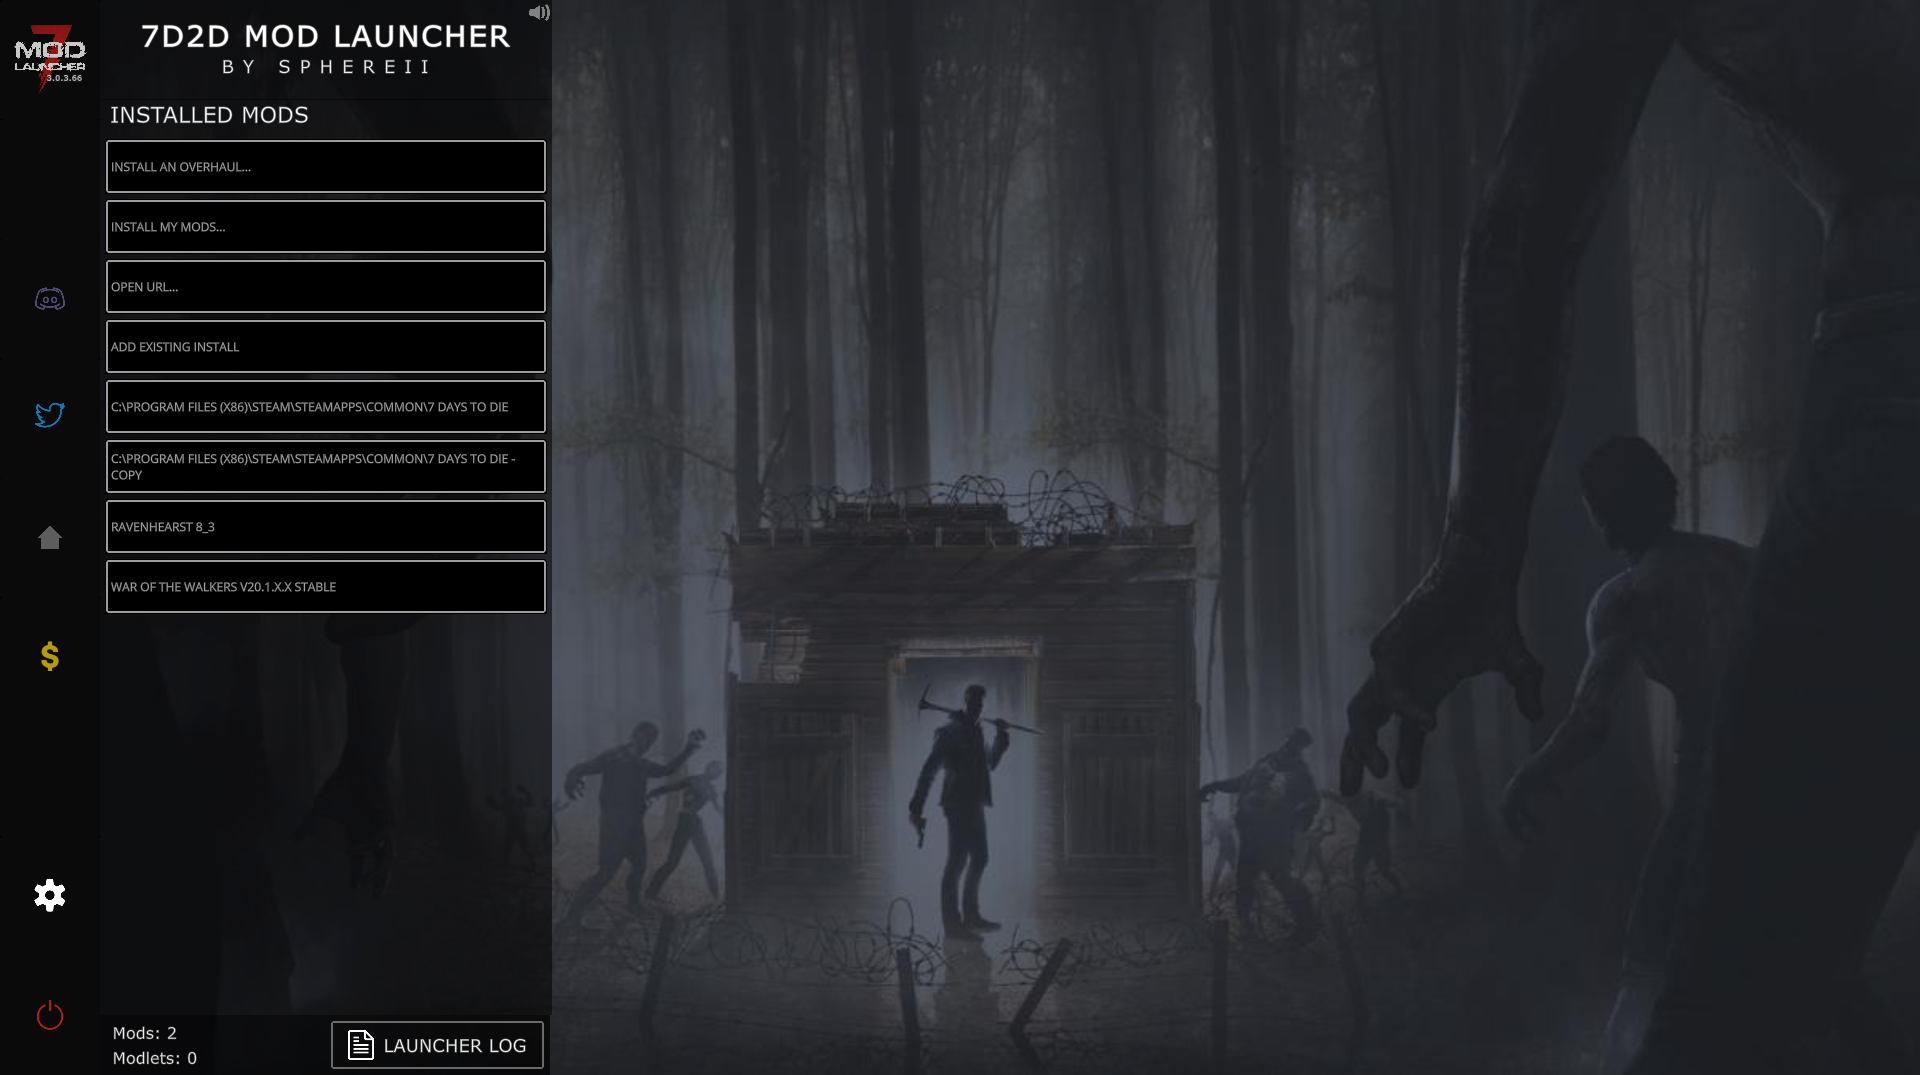 7
MOD
LAUNCHER
3.0.3.66
7D2D MOD LAUNCHER
BY SPHEREII
INSTALLED MODS
INSTALL AN OVERHAUL...
INSTALL MY MODS...
OPEN URL...
ADD EXISTING INSTALL
C:\PROGRAM FILES (X86)\STEAM\STEAMAPPS\COMMON\7 DAYS TO DIE
C:\PROGRAM FILES (X86)\STEAM\STEAMAPPS\COMMON\7 DAYS TO DIE -
COPY
RAVENHEARST 8_3
WAR OF THE WALKERS V20.1.X.X STABLE
$
Mods: 2
Modlets: 0
LAUNCHER LOG